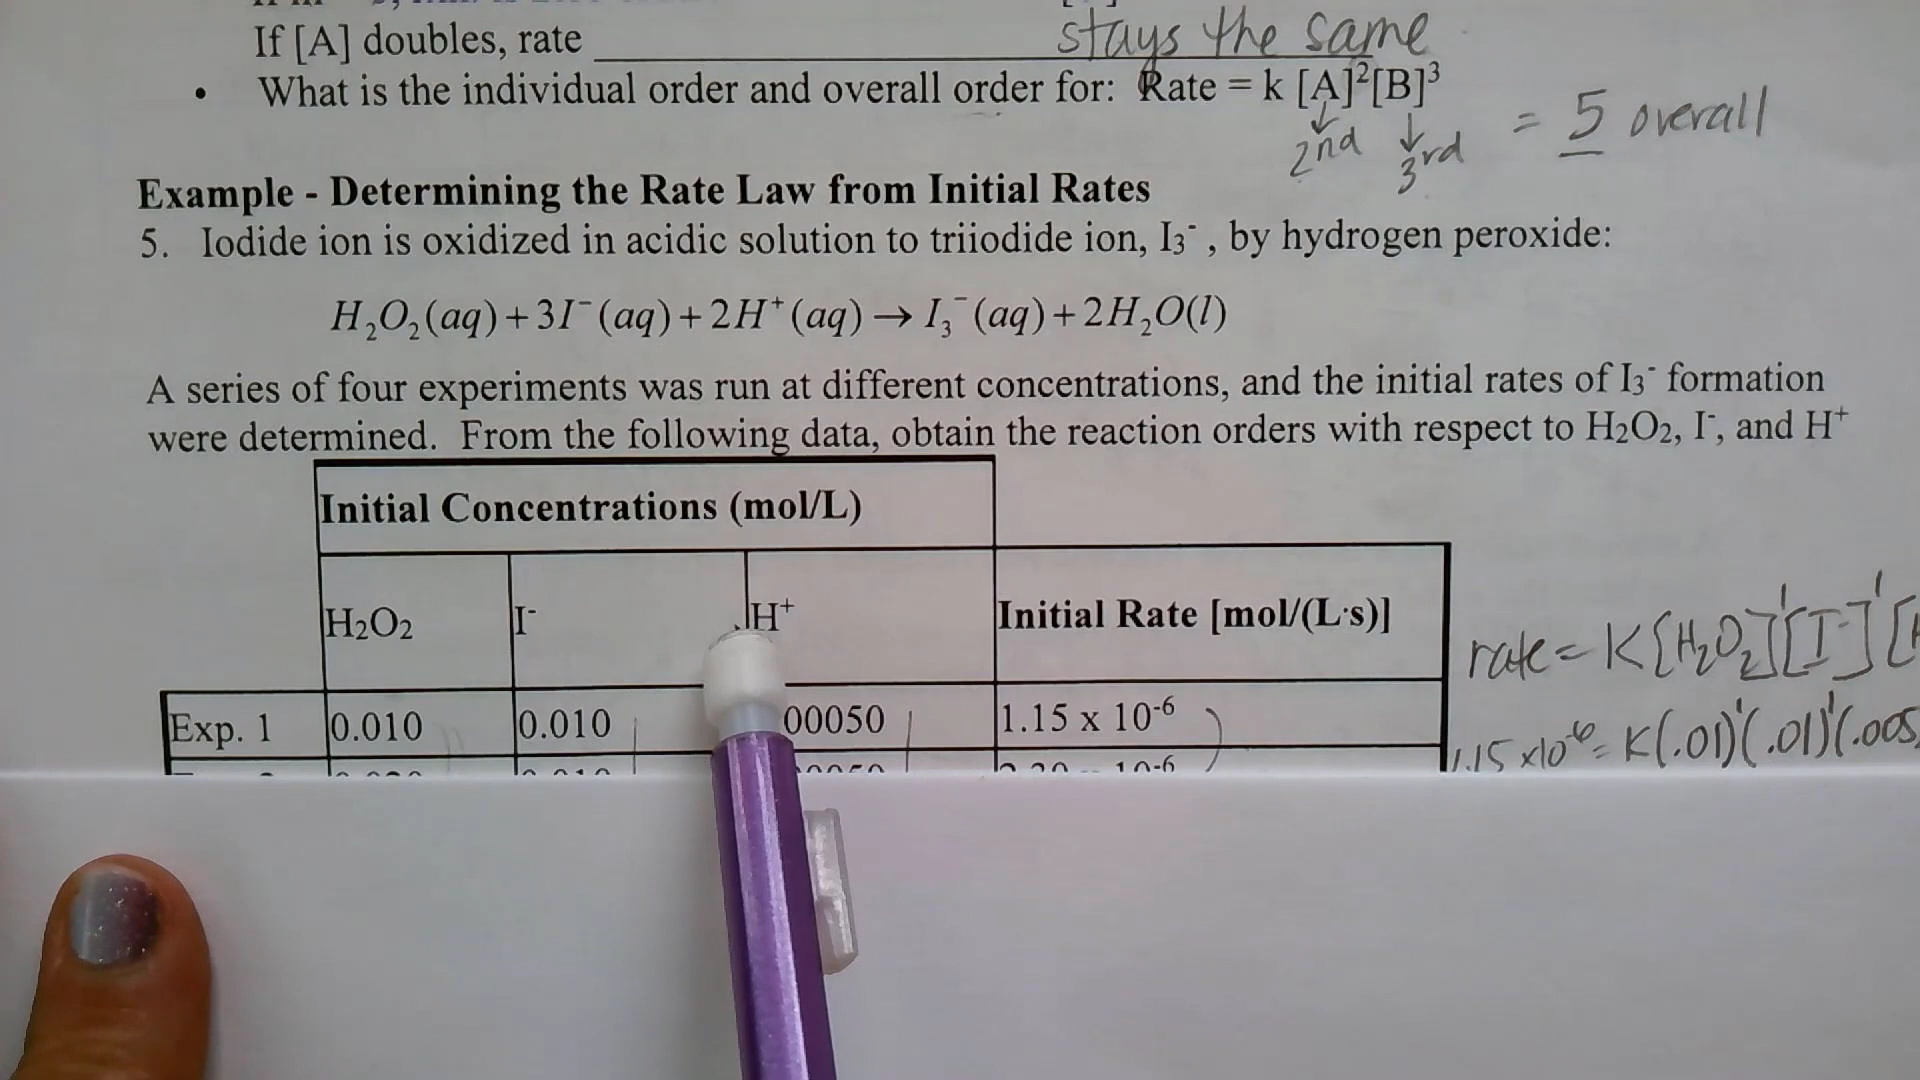 If [A] doubles, rate stays the same
• What is the individual order and overall order for: Rate = k [A]²[B]³
2nd 3rd = 5 overall
Example - Determining the Rate Law from Initial Rates
5. Iodide ion is oxidized in acidic solution to triiodide ion, I₃⁻ , by hydrogen peroxide:
H₂O₂(aq) + 3I⁻(aq) + 2H⁺(aq) → I₃⁻(aq) + 2H₂O(l)
A series of four experiments was run at different concentrations, and the initial rates of I₃⁻ formation
were determined. From the following data, obtain the reaction orders with respect to H₂O₂, I⁻, and H⁺
Initial Concentrations (mol/L)
H₂O₂ I⁻ H⁺ Initial Rate [mol/(L·s)]
rate = K[H₂O₂]¹[I⁻]¹[
Exp. 1 0.010 0.010 00050 1.15 x 10⁻⁶
1.15 x10⁻⁶ = K(.01)¹(.01)¹(.005